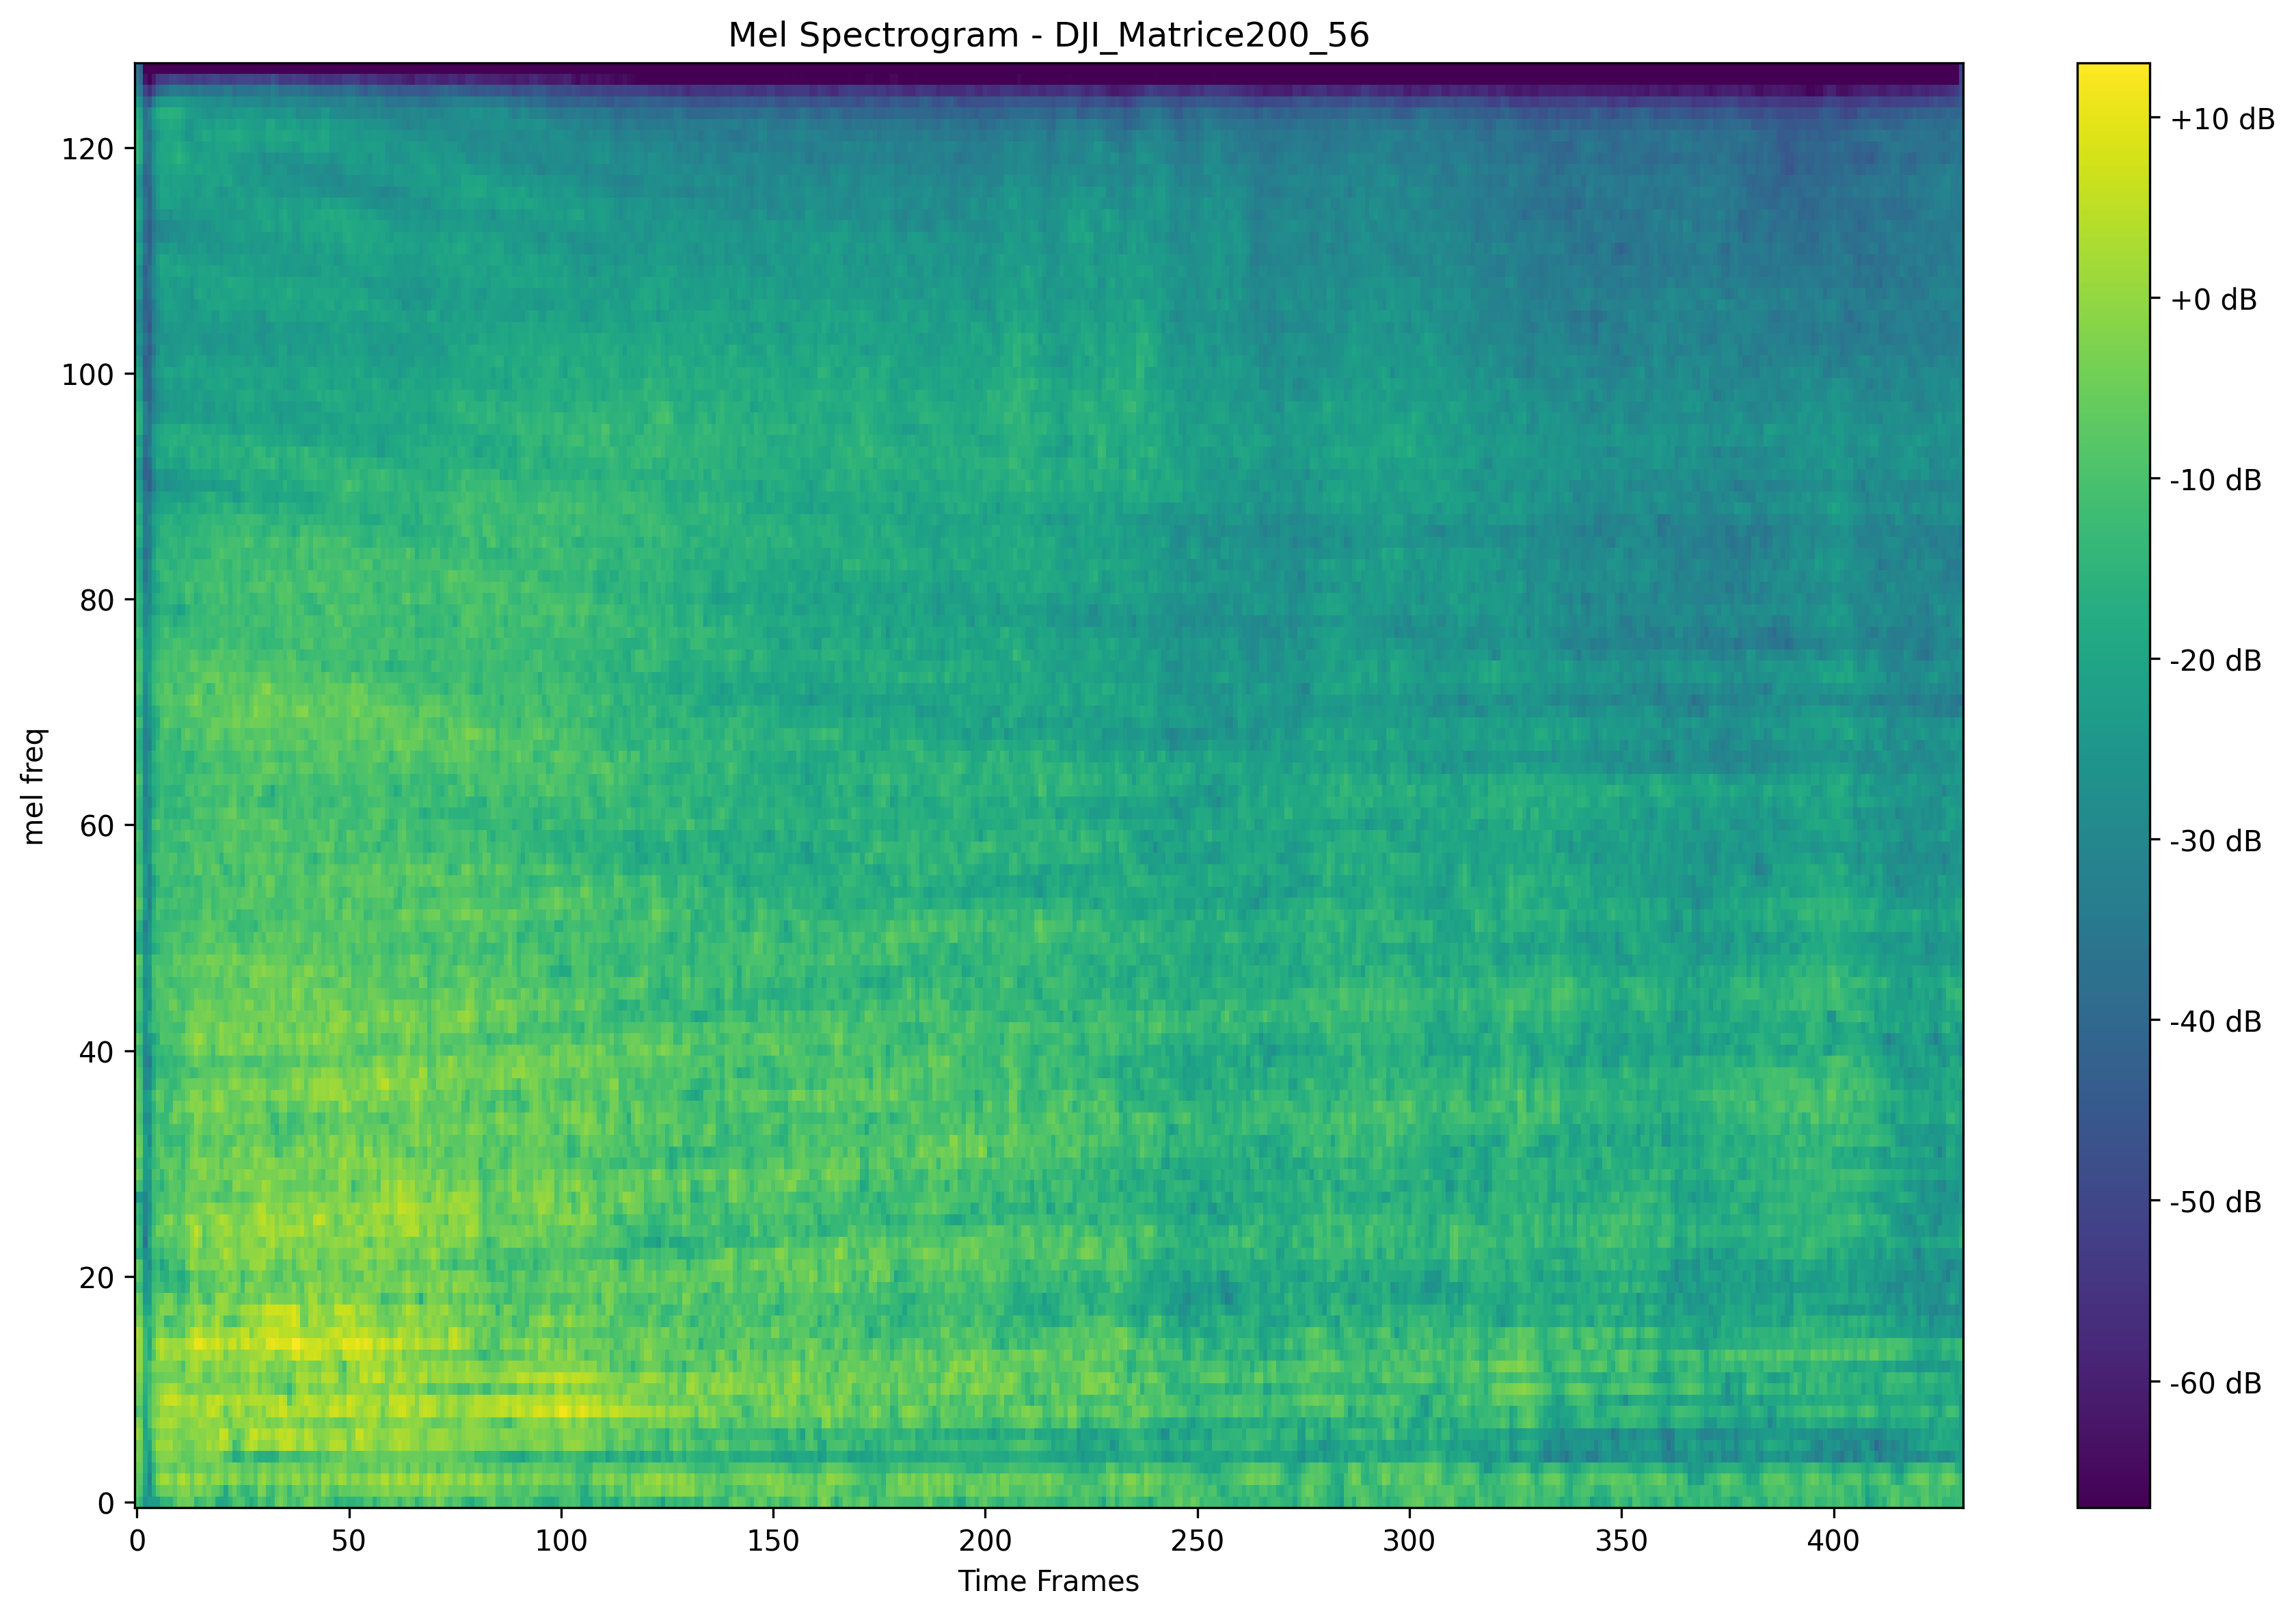 Mel Spectrogram - DJI_Matrice200_56
mel freq
120
100
80
60
40
20
0
0 50 100 150 200 250 300 350 400
Time Frames
+10 dB
+0 dB
-10 dB
-20 dB
-30 dB
-40 dB
-50 dB
-60 dB